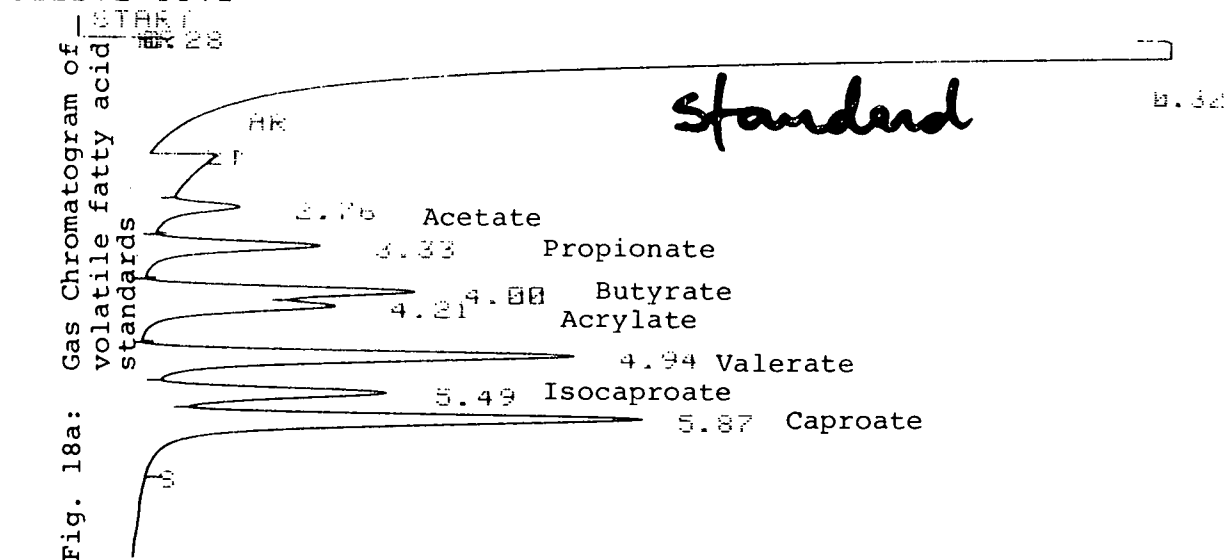 START
standard
2.76 Acetate
3.33 Propionate
4.00 Butyrate
4.21 Acrylate
4.94 Valerate
5.49 Isocaproate
5.87 Caproate
Fig. 18a: Gas Chromatogram of
volatile fatty acid
standards